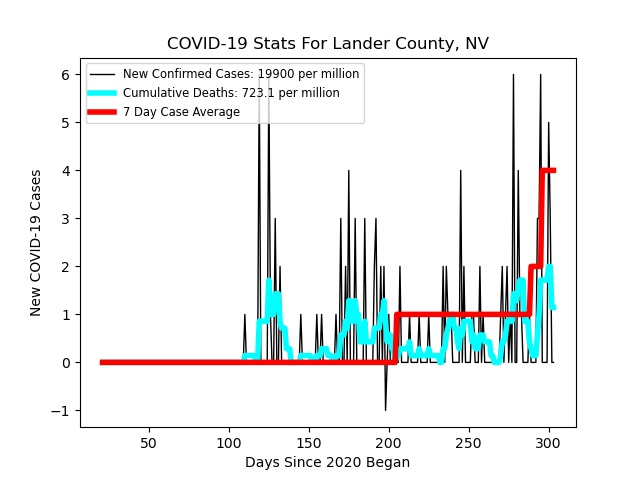 COVID-19 Stats For Lander County, NV
New Confirmed Cases: 19900 per million
Cumulative Deaths: 723.1 per million
7 Day Case Average
New COVID-19 Cases
6
5
4
3
2
1
0
−1
50 100 150 200 250 300
Days Since 2020 Began